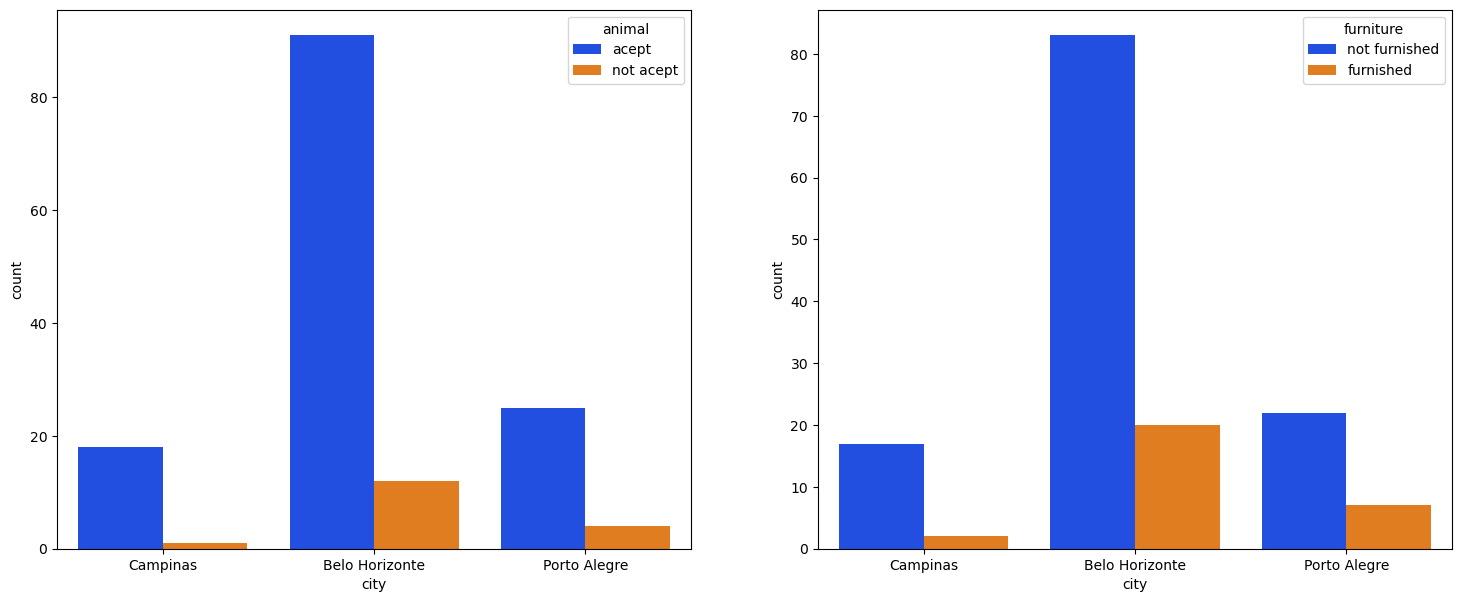 animal
acept
not acept
80
60
40
20
0
count
Campinas
Belo Horizonte
Porto Alegre
city
furniture
not furnished
furnished
80
70
60
50
40
30
20
10
0
count
Campinas
Belo Horizonte
Porto Alegre
city